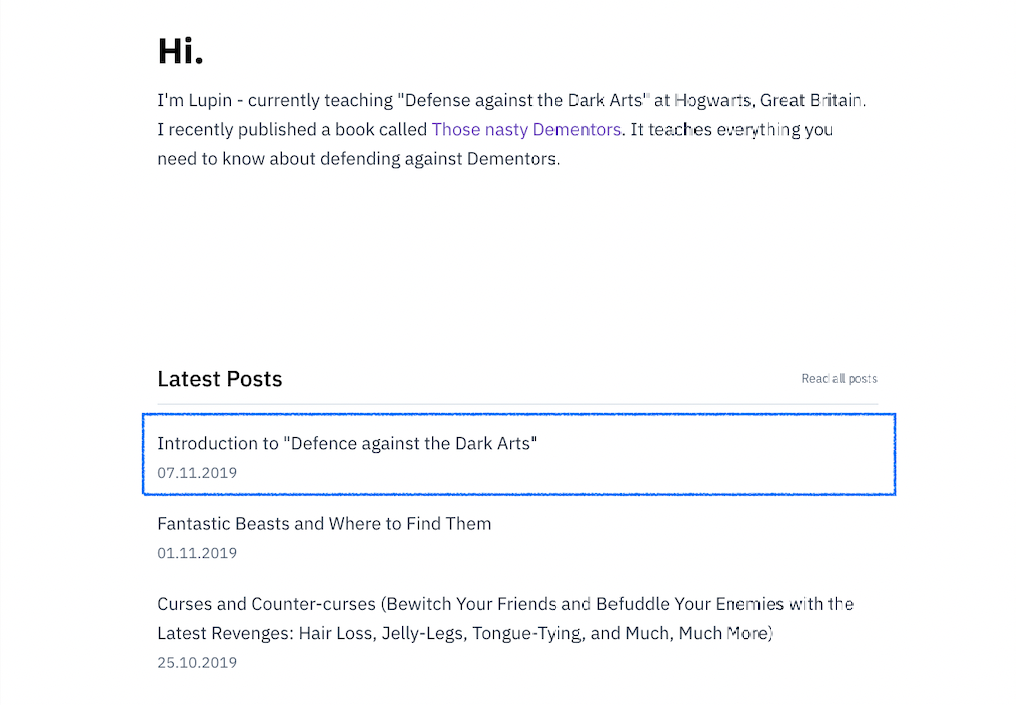 Hi.
I'm Lupin - currently teaching "Defense against the Dark Arts" at Hogwarts, Great Britain.
I recently published a book called Those nasty Dementors. It teaches everything you
need to know about defending against Dementors.
Latest Posts
Read all posts
Introduction to "Defence against the Dark Arts"
07.11.2019
Fantastic Beasts and Where to Find Them
01.11.2019
Curses and Counter-curses (Bewitch Your Friends and Befuddle Your Enemies with the
Latest Revenges: Hair Loss, Jelly-Legs, Tongue-Tying, and Much, Much More)
25.10.2019